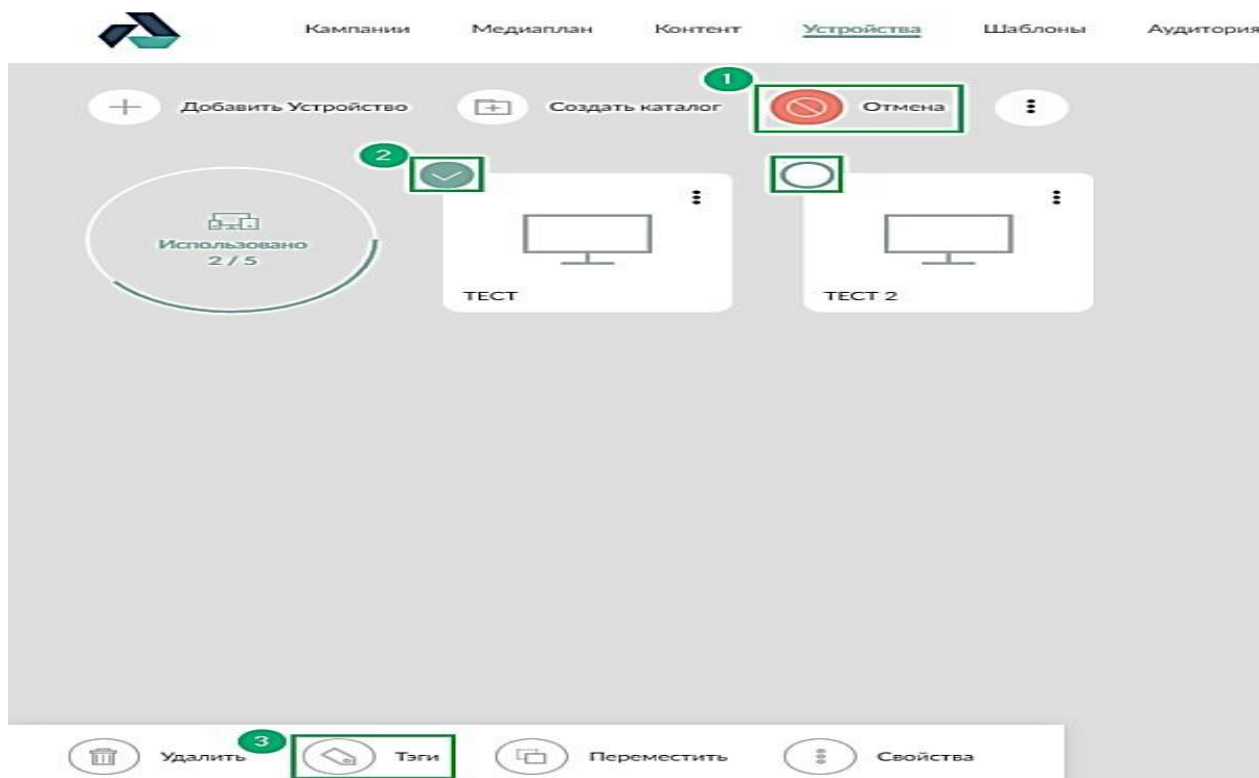 Кампании Медиаплан Контент Устройства Шаблоны Аудитория
1
Добавить Устройство Создать каталог Отмена
2
Использовано
2 / 5
ТЕСТ ТЕСТ 2
3
Удалить Тэги Переместить Свойства